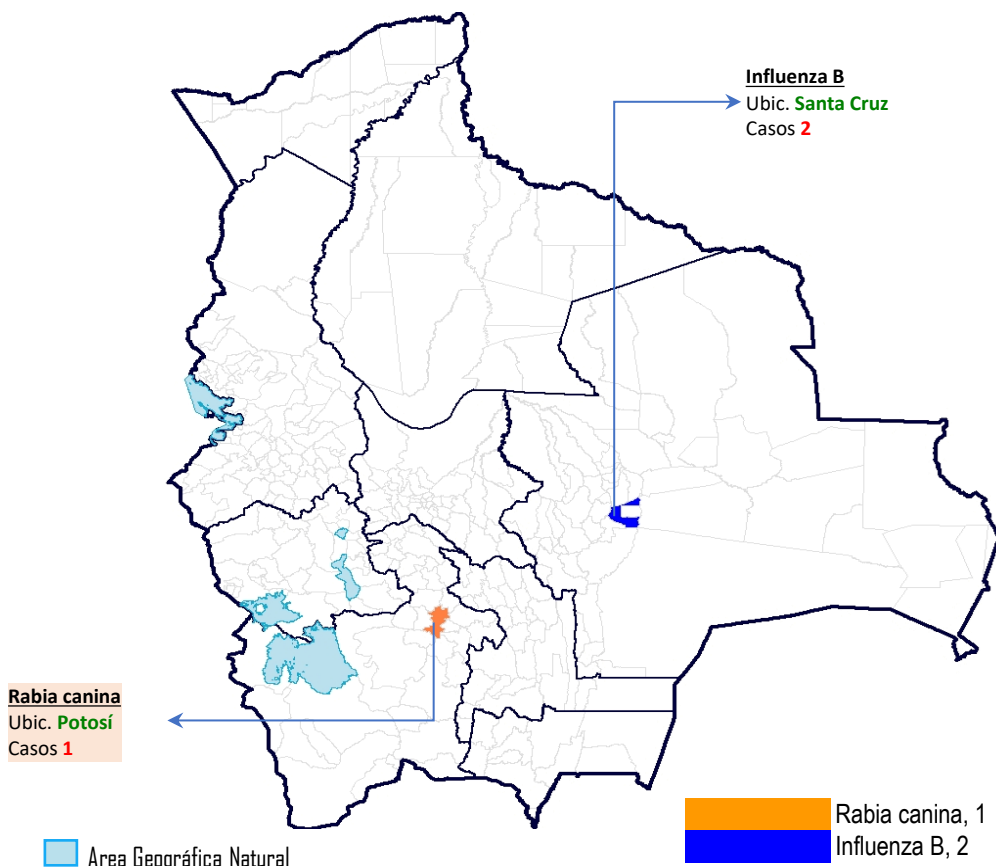 Influenza B
Ubic. Santa Cruz
Casos 2
Rabia canina
Ubic. Potosí
Casos 1
Rabia canina, 1
Influenza B, 2
Area Geográfica Natural